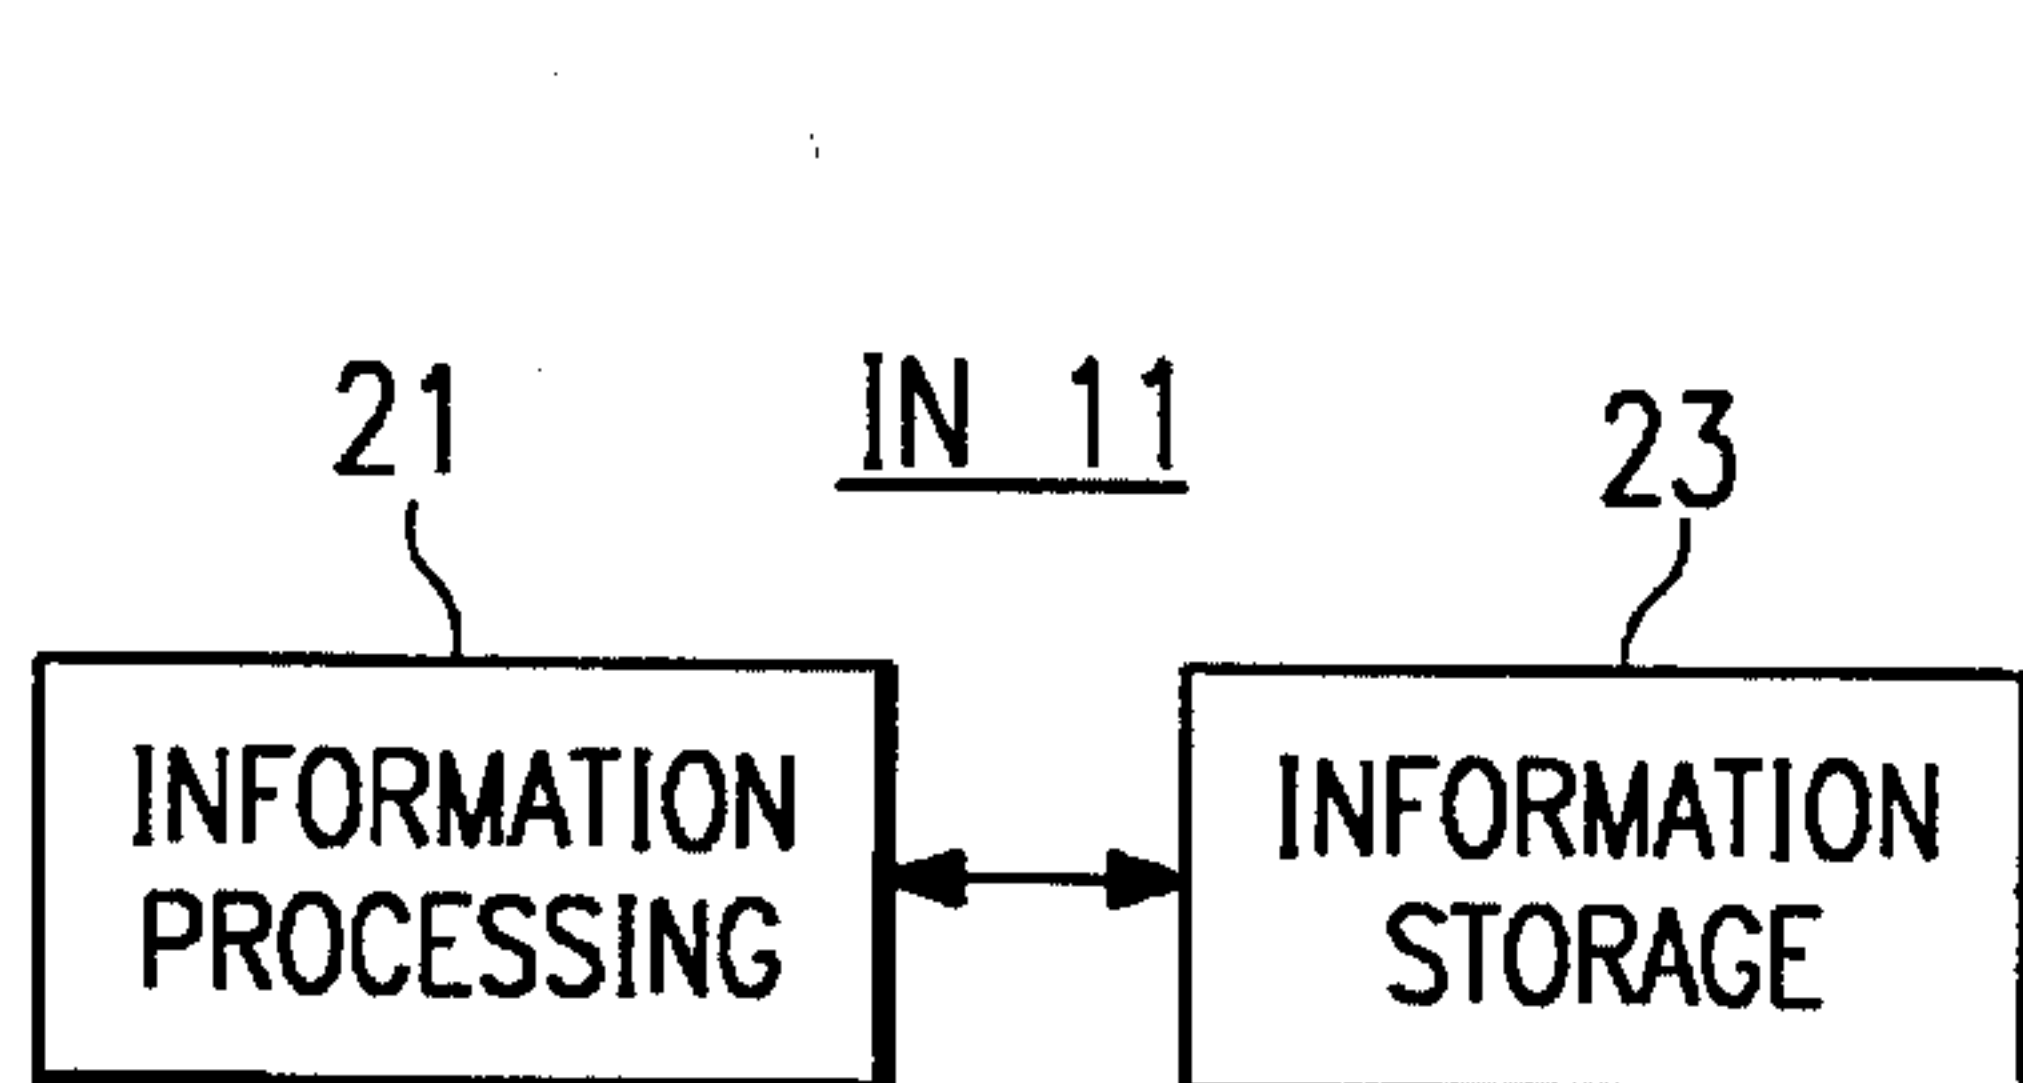 21
IN 11
23
INFORMATION
PROCESSING
INFORMATION
STORAGE